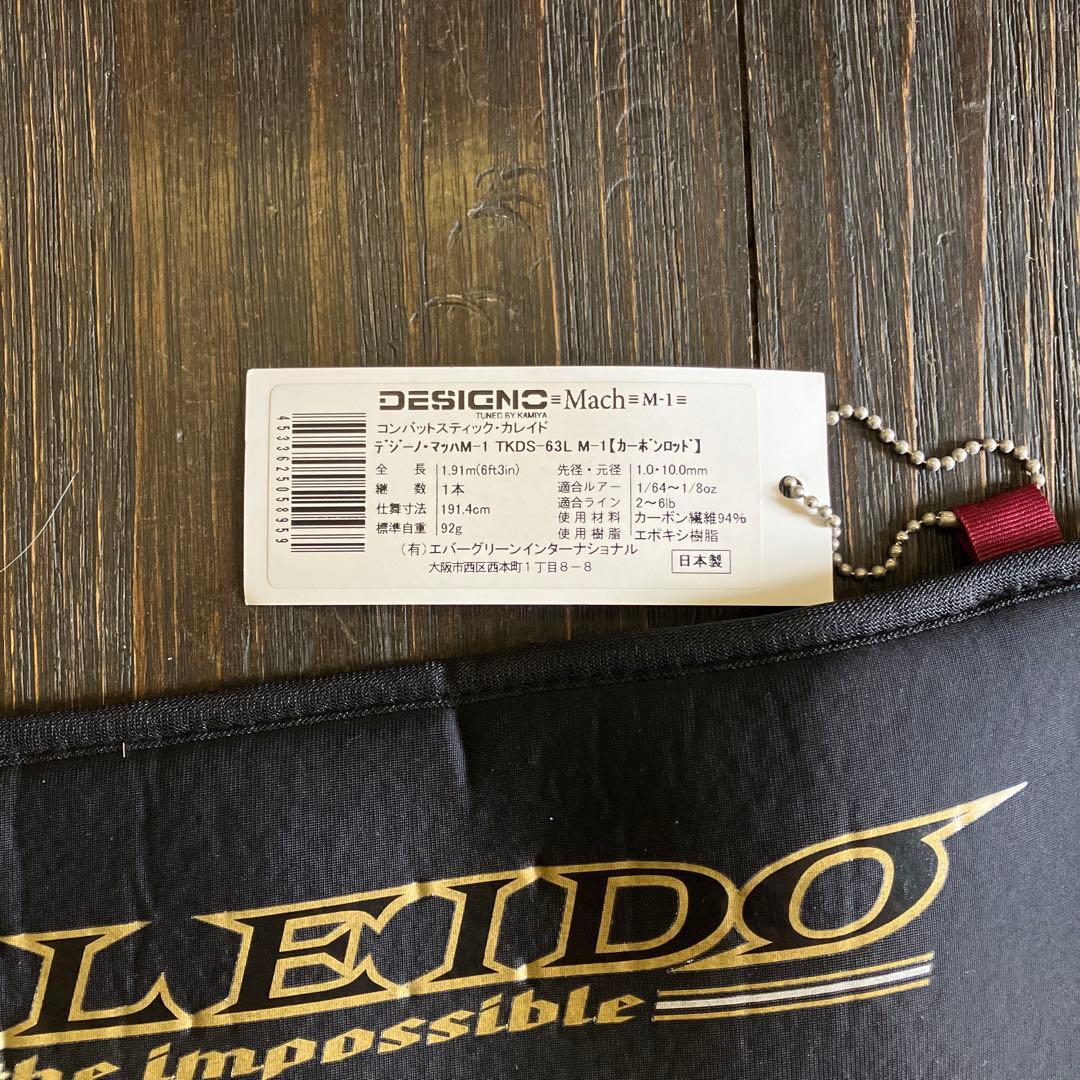 DESIGNO ≡Mach≡M-1≡
TUNED BY KAMIYA
コンバットスティック・カレイド
デジーノ・マッハM-1 TKDS-63L M-1【カーボンロッド】
全長 1.91m(6ft3in) 先径・元径 1.0・10.0mm
継数 1本 適合ルアー 1/64〜1/8oz
仕舞寸法 191.4cm 適合ライン 2〜6lb
標準自重 92g 使用材料 カーボン繊維94%
使用樹脂 エポキシ樹脂
(有)エバーグリーンインターナショナル
大阪市西区西本町1丁目8-8 日本製
4533625058959
LEIDO
the impossible